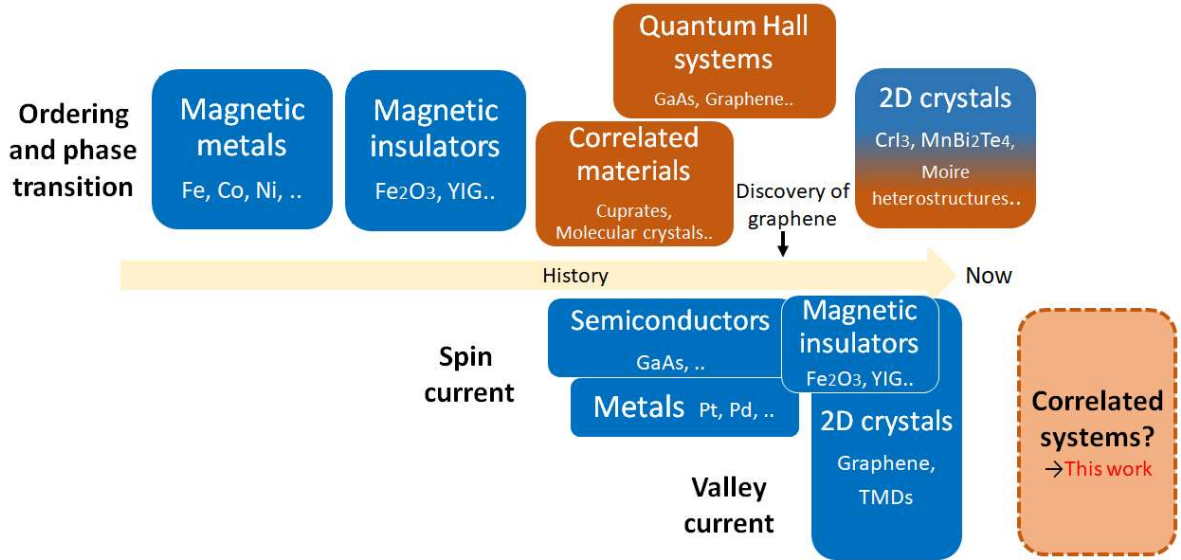 Ordering
and phase
transition
Magnetic
metals
Fe, Co, Ni, ..
Magnetic
insulators
Fe2O3, YIG..
Quantum Hall
systems
GaAs, Graphene..
Correlated
materials
Cuprates,
Molecular crystals..
Discovery of
graphene
2D crystals
CrI3, MnBi2Te4,
Moire
heterostructures..
History
Now
Spin
current
Semiconductors
GaAs, ..
Metals Pt, Pd, ..
Magnetic
insulators
Fe2O3, YIG..
Valley
current
2D crystals
Graphene,
TMDs
Correlated
systems?
→This work